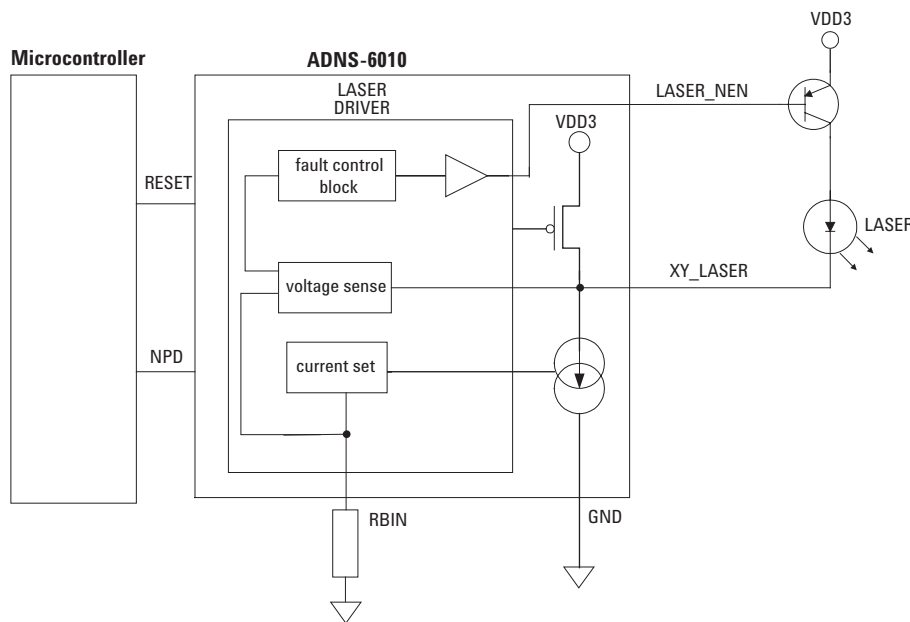 VDD3
Microcontroller
ADNS-6010
LASER
DRIVER
LASER_NEN
VDD3
fault control
block
RESET
LASER
XY_LASER
voltage sense
NPD
current set
RBIN
GND